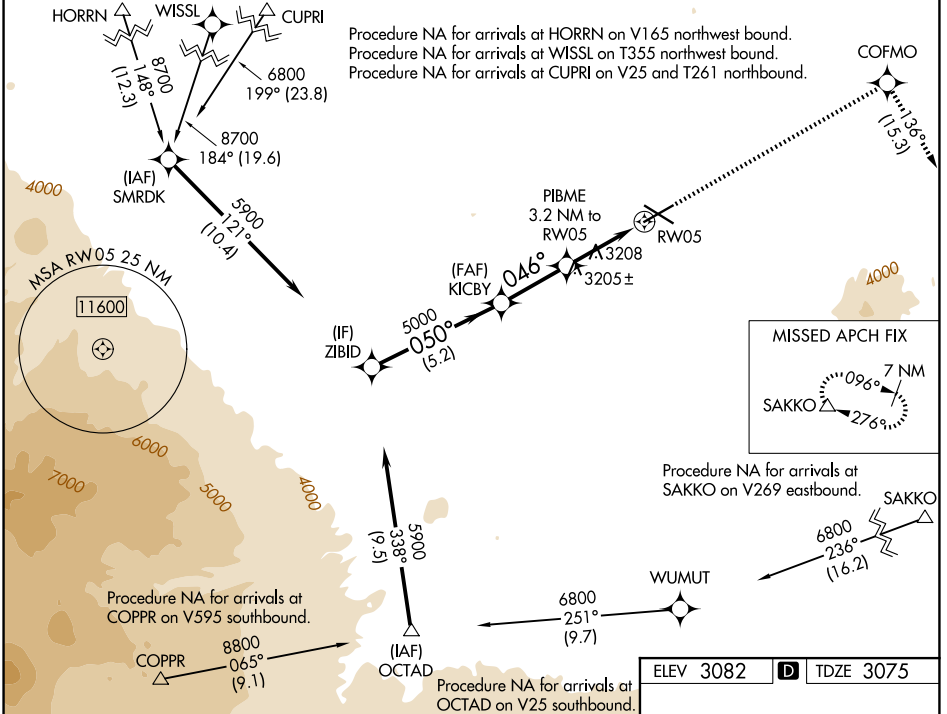 HORRN
WISSL
CUPRI
8700
148°
(12.3)
6800
199° (23.8)
8700
184° (19.6)
Procedure NA for arrivals at HORRN on V165 northwest bound.
Procedure NA for arrivals at WISSL on T355 northwest bound.
Procedure NA for arrivals at CUPRI on V25 and T261 northbound.
COFMO
136°
(15.3)
(IAF)
SMRDK
4000
5900
121°
(10.4)
PIBME
3.2 NM to
RW05
RW05
3208
3205±
(FAF)
KICBY
046°
MSA RW05 25 NM
11600
4000
(IF)
ZIBID
5000
050°
(5.2)
MISSED APCH FIX
7 NM
096°
SAKKO
276°
6000
7000
5000
4000
Procedure NA for arrivals at
SAKKO on V269 eastbound.
SAKKO
6800
236°
(16.2)
5900
338°
(9.5)
WUMUT
6800
251°
(9.7)
Procedure NA for arrivals at
COPPR on V595 southbound.
8800
065°
(9.1)
COPPR
(IAF)
OCTAD
Procedure NA for arrivals at
OCTAD on V25 southbound.
ELEV 3082 D TDZE 3075